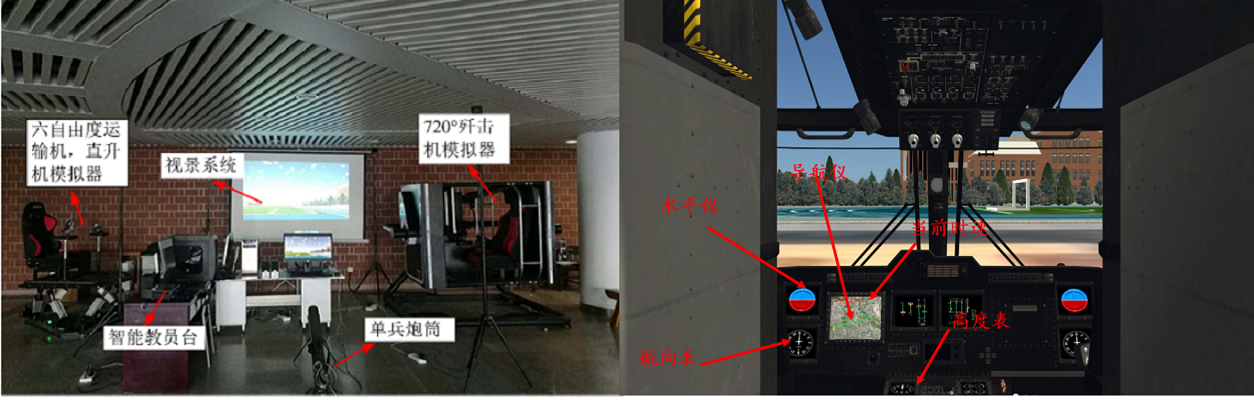 六自由度运
输机，直升
机模拟器
视景系统
720°歼击
机模拟器
智能教员台
单兵炮筒
导航仪
水平仪
当前时速
高度表
航向表